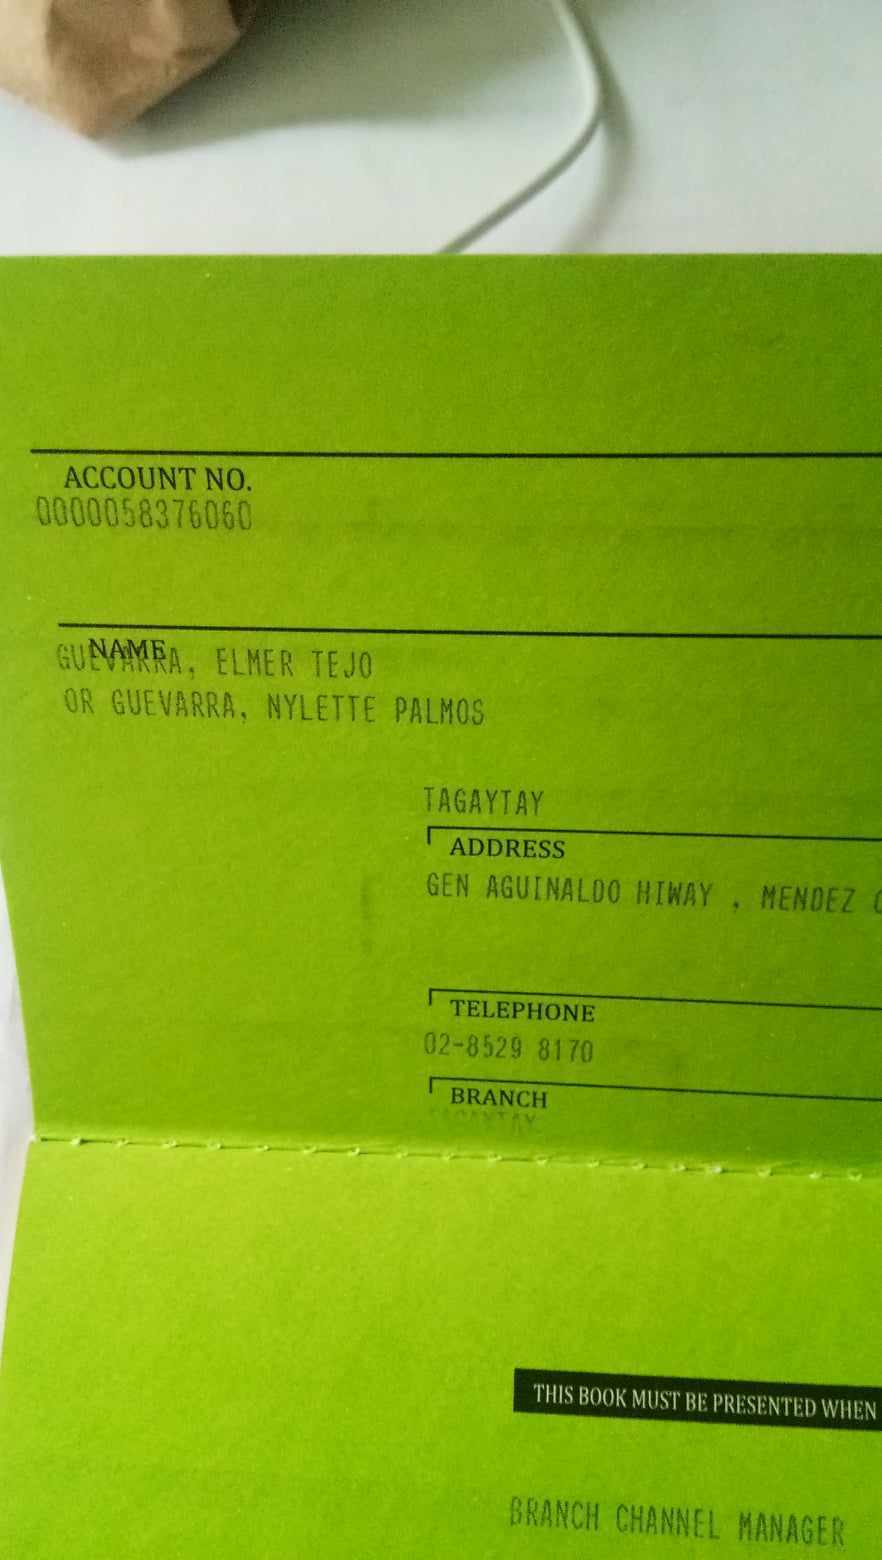 ACCOUNT NO.
0000058376060
NAME
GUEVARRA, ELMER TEJO
OR GUEVARRA, NYLETTE PALMOS
TAGAYTAY
ADDRESS
GEN AGUINALDO HIWAY , MENDEZ
TELEPHONE
02-8529 8170
BRANCH
TAGAYTAY
THIS BOOK MUST BE PRESENTED WHEN
BRANCH CHANNEL MANAGER